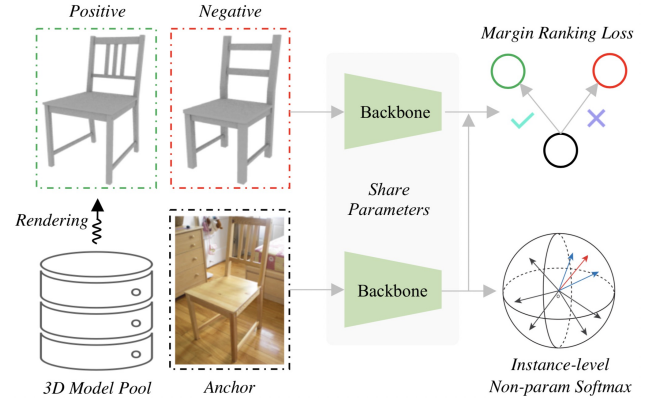 Positive
Negative
Margin Ranking Loss
Backbone
Share
Parameters
Rendering
Backbone
3D Model Pool
Anchor
Instance-level
Non-param Softmax